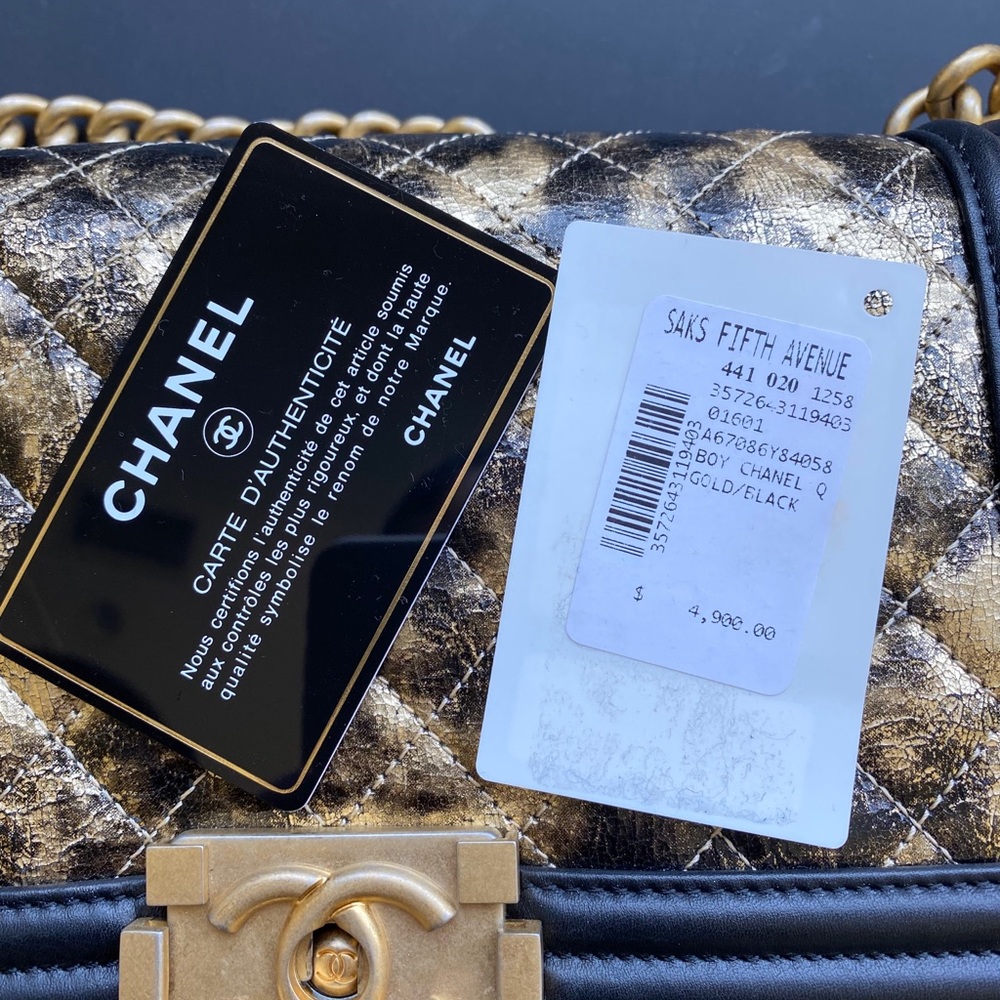 CHANEL
CARTE D'AUTHENTICITÉ
Nous certifions l'authenticité de cet article soumis
aux contrôles les plus rigoureux, et dont la haute
qualité symbolise le renom de notre Marque.
CHANEL
SAKS FIFTH AVENUE
441 020 1258
3572643119403
01601
A67086Y84058
BOY CHANEL Q
GOLD/BLACK
3572643119403
$ 4,900.00